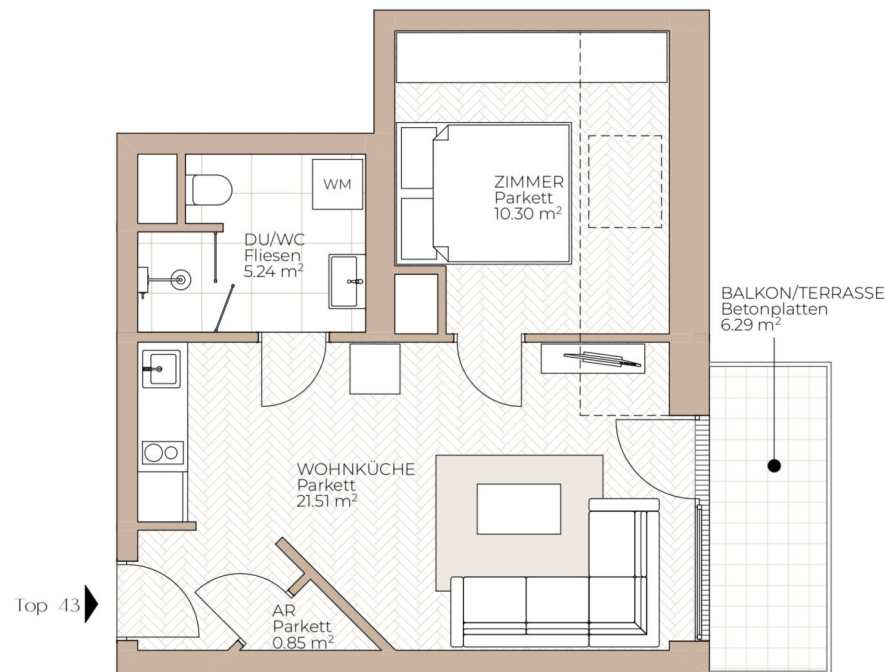 WM
ZIMMER
Parkett
10.30 m²
DU/WC
Fliesen
5.24 m²
BALKON/TERRASSE
Betonplatten
6.29 m²
WOHNKÜCHE
Parkett
21.51 m²
Top 43
AR
Parkett
0.85 m²